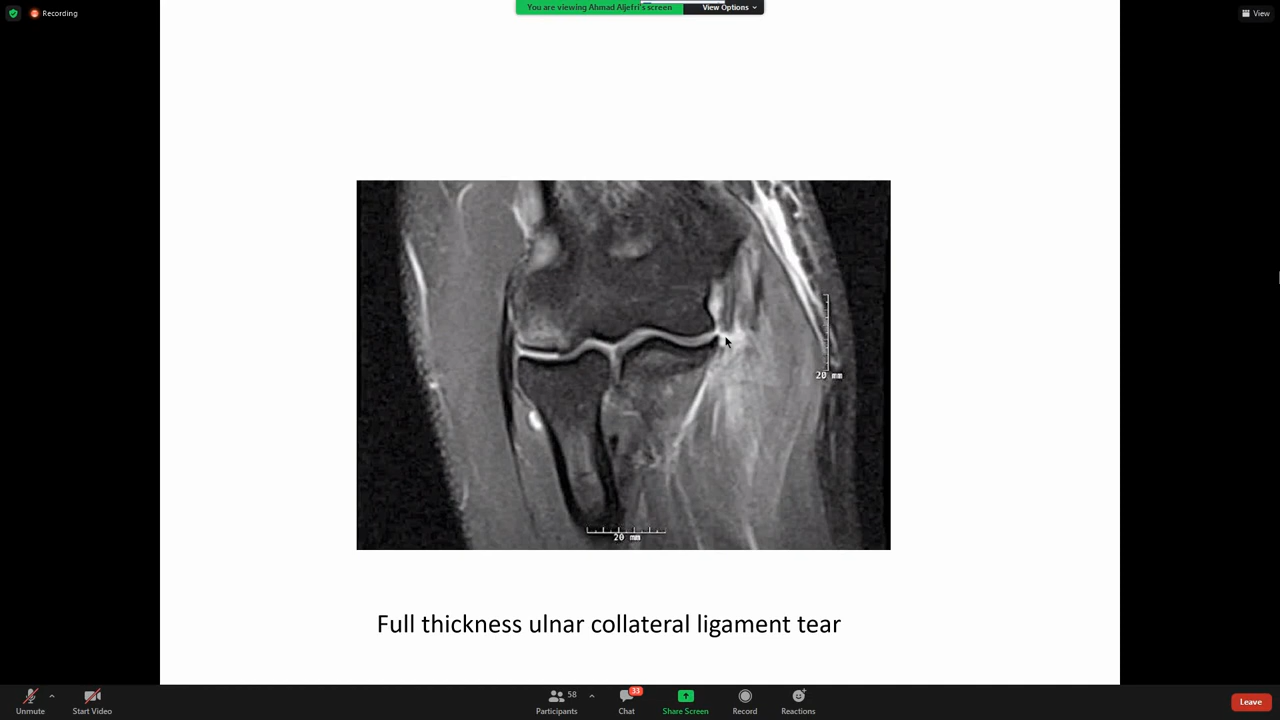 Recording
You are viewing Ahmad Aljefri's screen
View Options
View
20 mm
20 mm
Full thickness ulnar collateral ligament tear
Unmute
Start Video
58
Participants
33
Chat
Share Screen
Record
Reactions
Leave